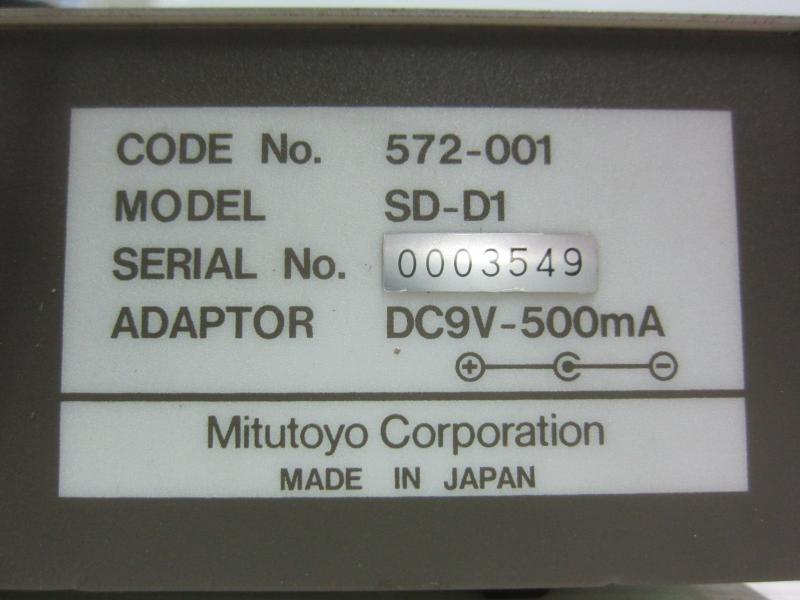 CODE No. 572-001
MODEL SD-D1
SERIAL No. 0003549
ADAPTOR DC9V-500mA
Mitutoyo Corporation
MADE IN JAPAN